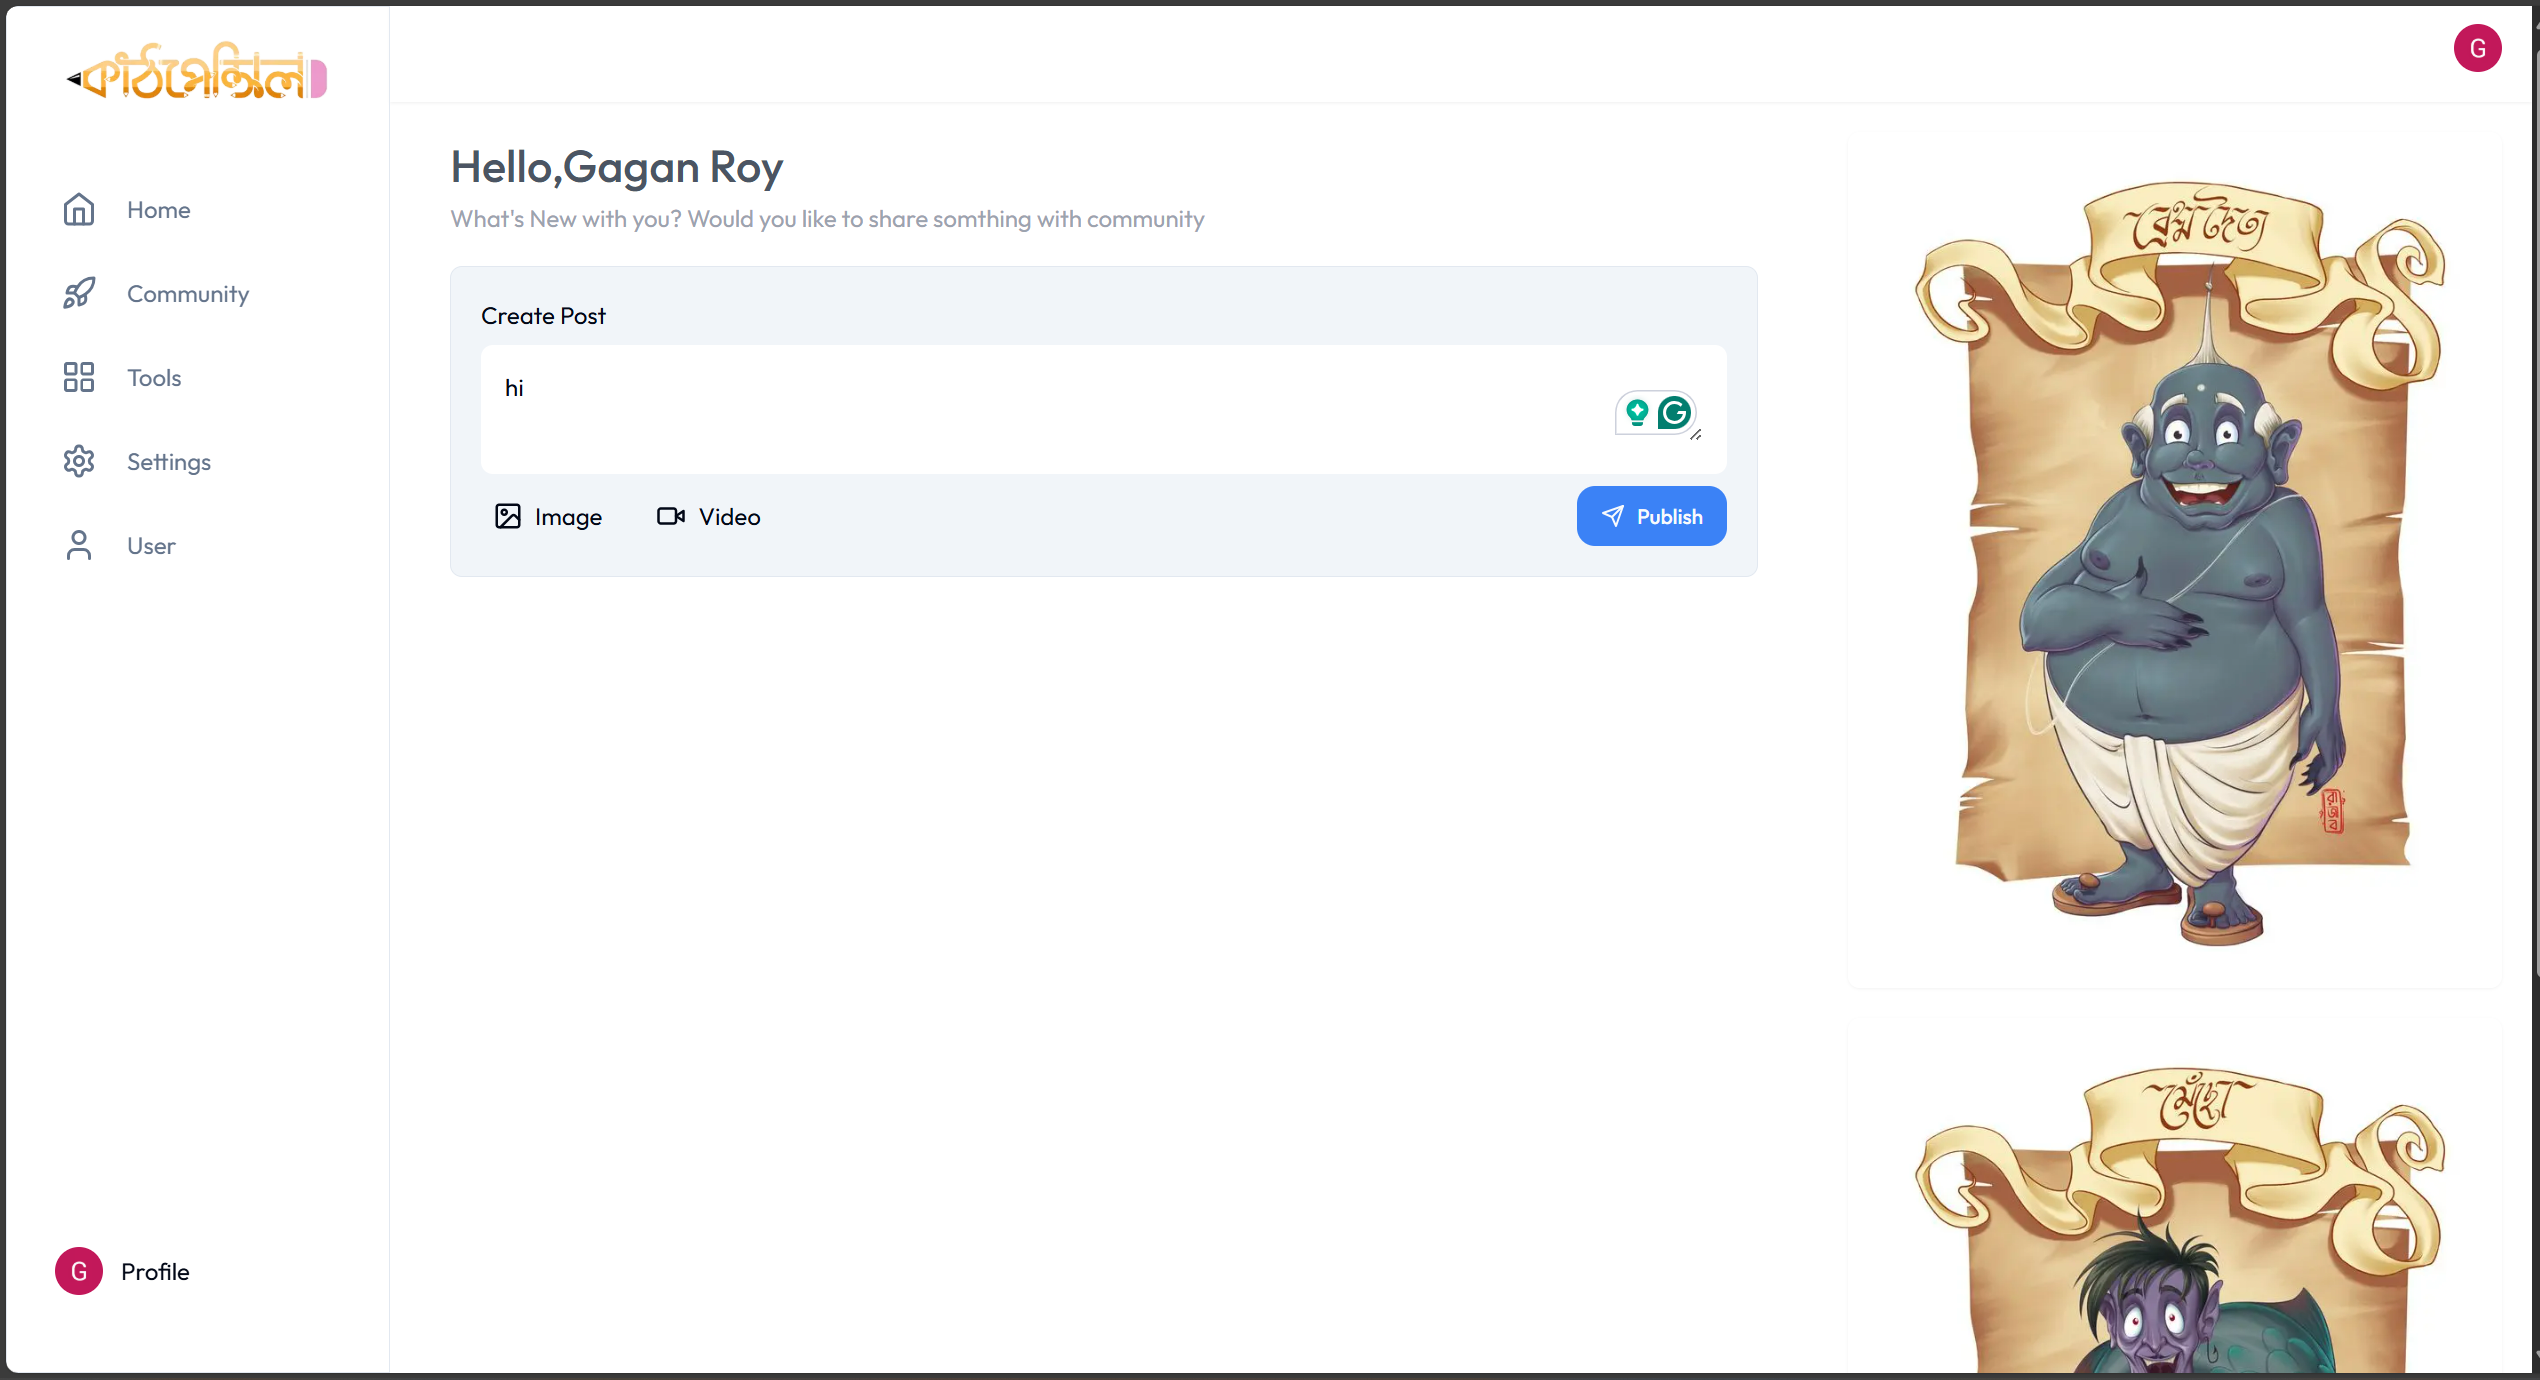 কাঠপেন্সিল
G
Home
Community
Tools
Settings
User
G Profile
Hello,Gagan Roy
What's New with you? Would you like to share somthing with community
Create Post
hi
G
Image
Video
Publish
ব্রেহ্মদৈত্য
রাজীব
মেছো